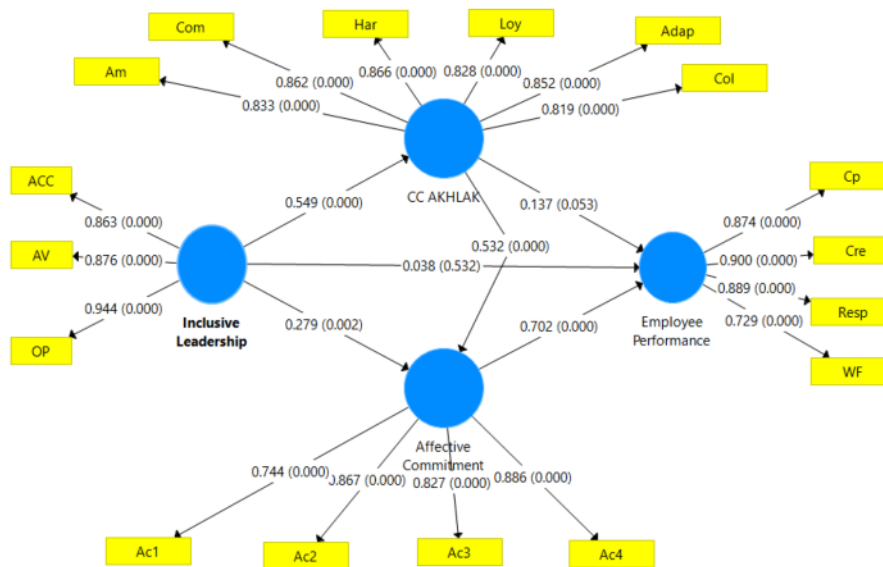 Com
Har
Loy
Adap
Am
Col
0.862 (0.000)
0.866 (0.000)
0.828 (0.000)
0.852 (0.000)
0.833 (0.000)
0.819 (0.000)
ACC
CC AKHLAK
Cp
0.863 (0.000)
0.549 (0.000)
0.137 (0.053)
0.874 (0.000)
AV
0.876 (0.000)
0.532 (0.000)
0.900 (0.000)
Cre
0.038 (0.532)
0.944 (0.000)
0.889 (0.000)
Resp
OP
Inclusive
Leadership
0.279 (0.002)
0.702 (0.000)
Employee
Performance
0.729 (0.000)
WF
Affective
Commitment
0.744 (0.000)
0.867 (0.000)
0.827 (0.000)
0.886 (0.000)
Ac1
Ac2
Ac3
Ac4